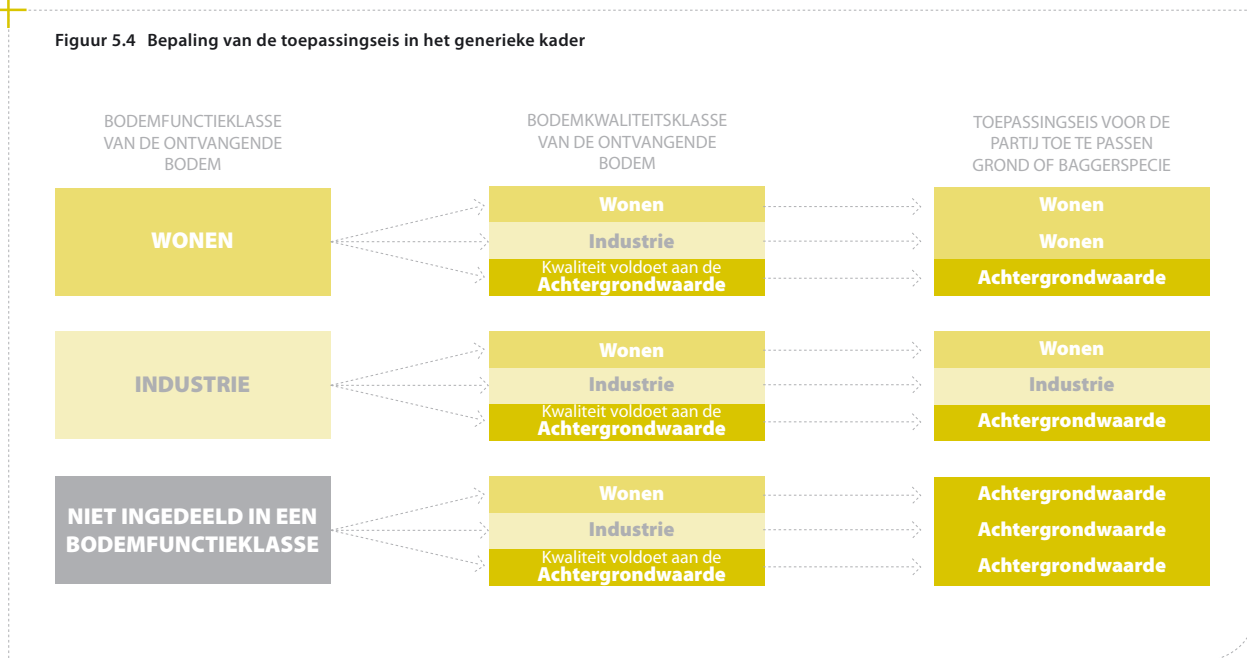 Figuur 5.4 Bepaling van de toepassingseis in het generieke kader
BODEMFUNCTIEKLASSE
VAN DE ONTVANGENDE
BODEM
BODEMKWALITEITSKLASSE
VAN DE ONTVANGENDE
BODEM
TOEPASSINGSEIS VOOR DE
PARTIJ TOE TE PASSEN
GROND OF BAGGERSPECIE
WONEN
Wonen
Industrie
Kwaliteit voldoet aan de
Achtergrondwaarde
Wonen
Wonen
Achtergrondwaarde
INDUSTRIE
Wonen
Industrie
Kwaliteit voldoet aan de
Achtergrondwaarde
Wonen
Industrie
Achtergrondwaarde
NIET INGEDEELD IN EEN
BODEMFUNCTIEKLASSE
Wonen
Industrie
Kwaliteit voldoet aan de
Achtergrondwaarde
Achtergrondwaarde
Achtergrondwaarde
Achtergrondwaarde